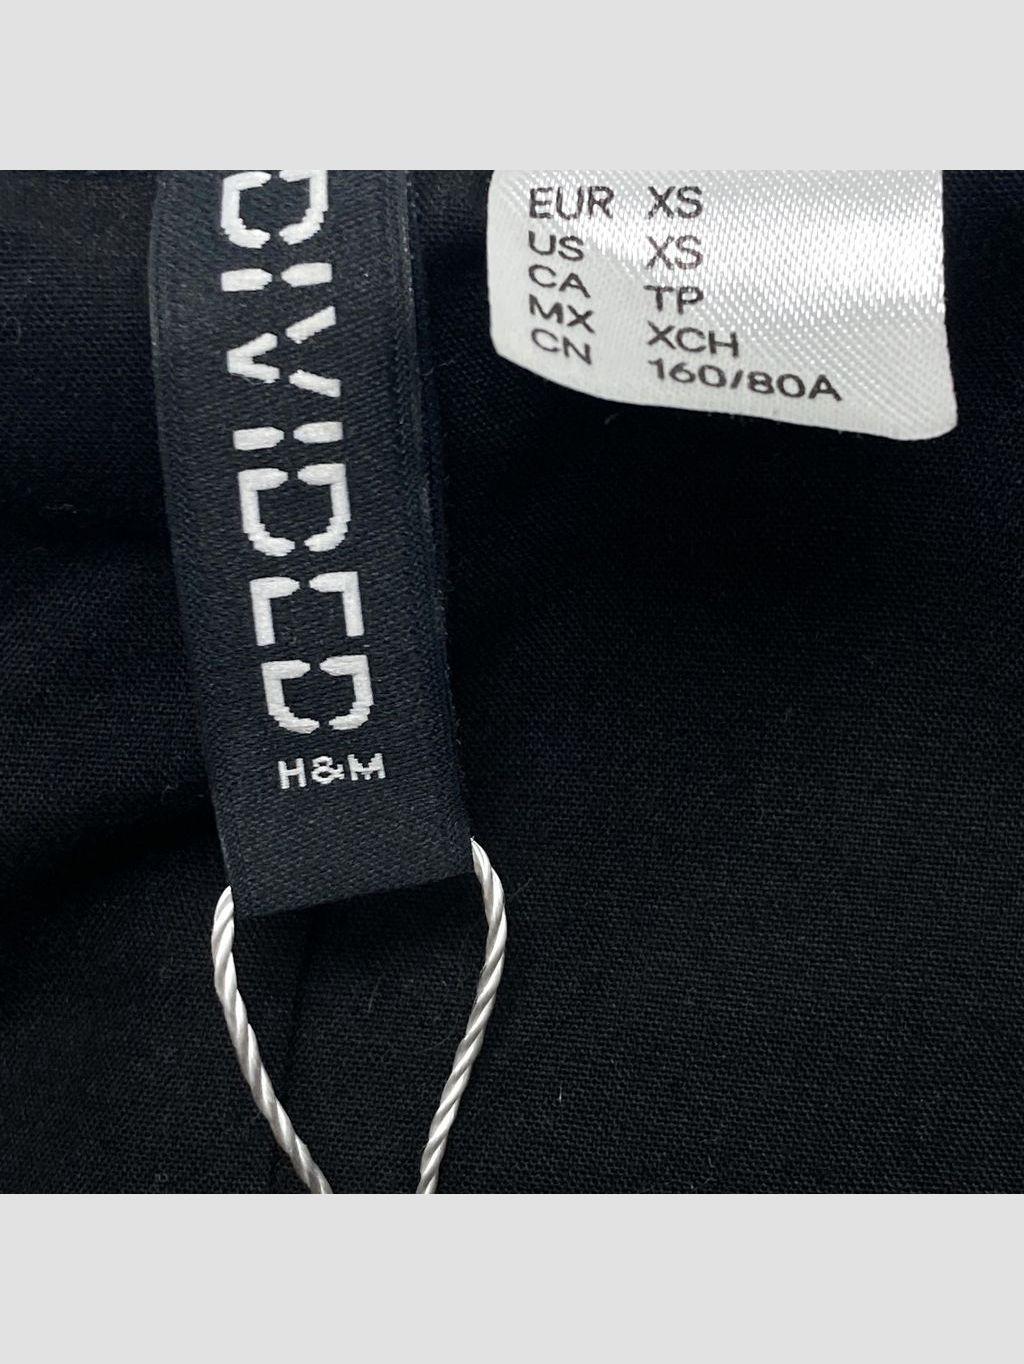 DIVIDED
H&M
EUR XS
US XS
CA TP
MX XCH
CN 160/80A